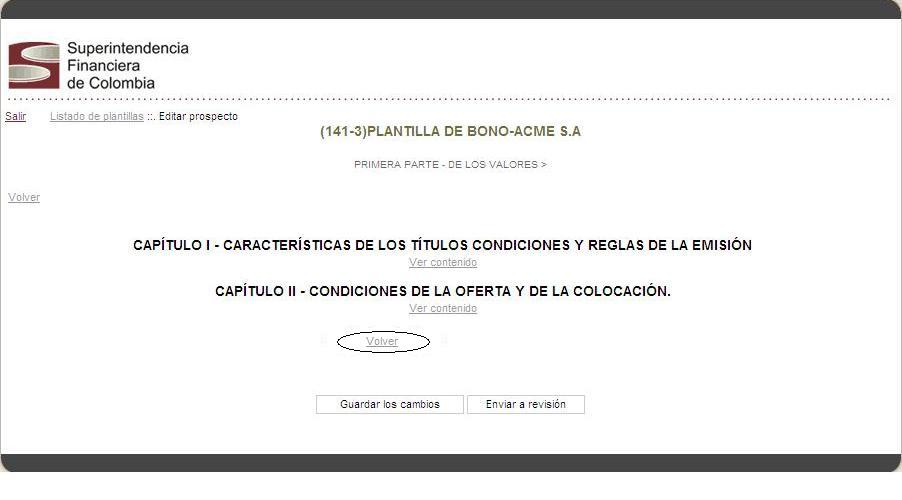 Superintendencia
Financiera
de Colombia
Salir Listado de plantillas ::. Editar prospecto
(141-3)PLANTILLA DE BONO-ACME S.A
PRIMERA PARTE - DE LOS VALORES >
Volver
CAPÍTULO I - CARACTERÍSTICAS DE LOS TÍTULOS CONDICIONES Y REGLAS DE LA EMISIÓN
Ver contenido
CAPÍTULO II - CONDICIONES DE LA OFERTA Y DE LA COLOCACIÓN.
Ver contenido
Volver
Guardar los cambios Enviar a revisión